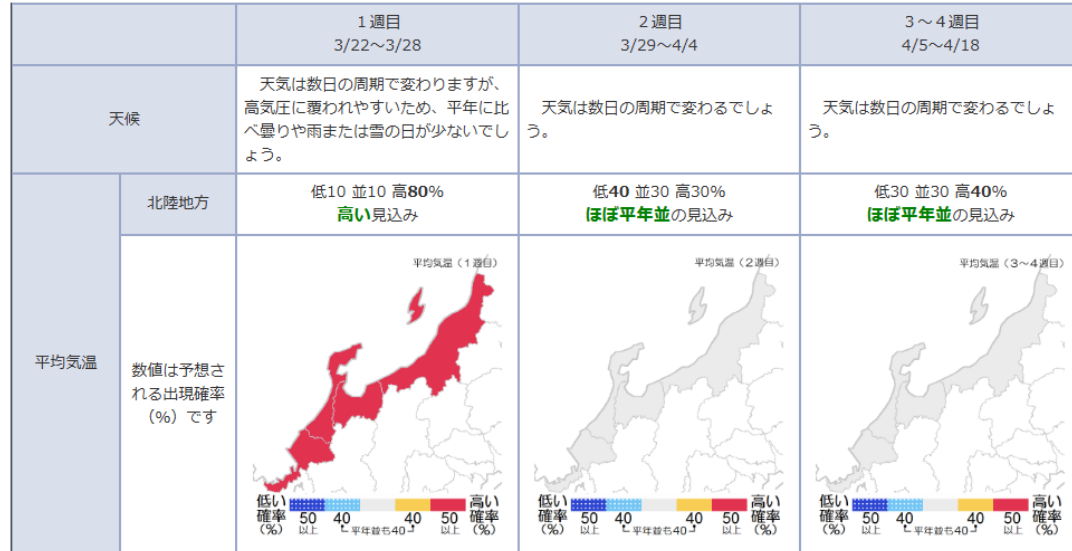 １週目
3/22～3/28
２週目
3/29～4/4
３～４週目
4/5～4/18
天候
天気は数日の周期で変わりますが、
高気圧に覆われやすいため、平年に比
べ曇りや雨または雪の日が少ないでし
ょう。
天気は数日の周期で変わるでしょ
う。
天気は数日の周期で変わるでしょ
う。
平均気温
北陸地方
低10 並10 高80%
高い見込み
低40 並30 高30%
ほぼ平年並の見込み
低30 並30 高40%
ほぼ平年並の見込み
数値は予想さ
れる出現確率
（%）です
平均気温（１週目）
低い
確率
(%)
50
以上
40
平年並も40
40
50
以上
高い
確率
(%)
平均気温（２週目）
低い
確率
(%)
50
以上
40
平年並も40
40
50
以上
高い
確率
(%)
平均気温（３～４週目）
低い
確率
(%)
50
以上
40
平年並も40
40
50
以上
高い
確率
(%)